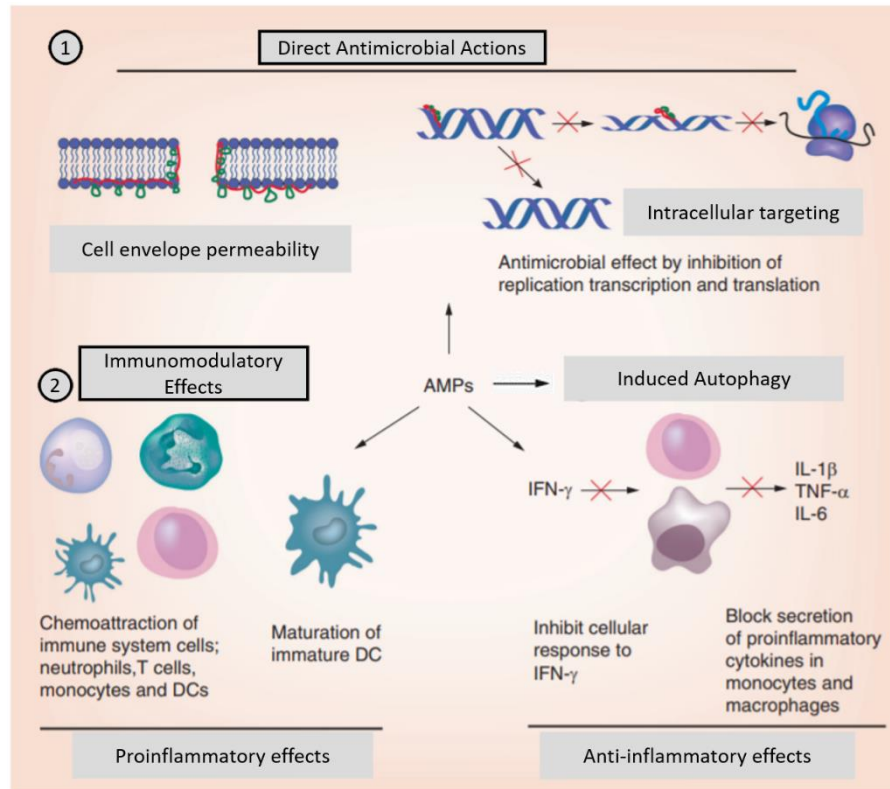 1
Direct Antimicrobial Actions
Cell envelope permeability
Intracellular targeting
Antimicrobial effect by inhibition of
replication transcription and translation
2
Immunomodulatory
Effects
AMPs
Induced Autophagy
IFN-γ
IL-1β
TNF-α
IL-6
Chemoattraction of
immune system cells;
neutrophils,T cells,
monocytes and DCs
Maturation of
immature DC
Inhibit cellular
response to
IFN-γ
Block secretion
of proinflammatory
cytokines in
monocytes and
macrophages
Proinflammatory effects
Anti-inflammatory effects